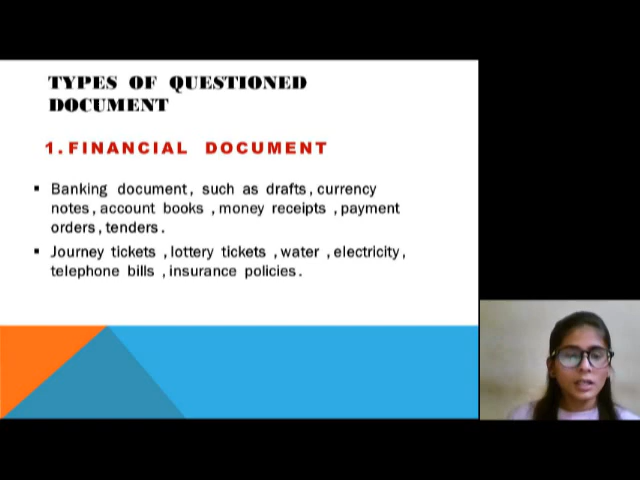 TYPES OF QUESTIONED
DOCUMENT
1. FINANCIAL DOCUMENT
▪ Banking document, such as drafts, currency
notes, account books , money receipts , payment
orders, tenders.
▪ Journey tickets , lottery tickets , water , electricity,
telephone bills , insurance policies.